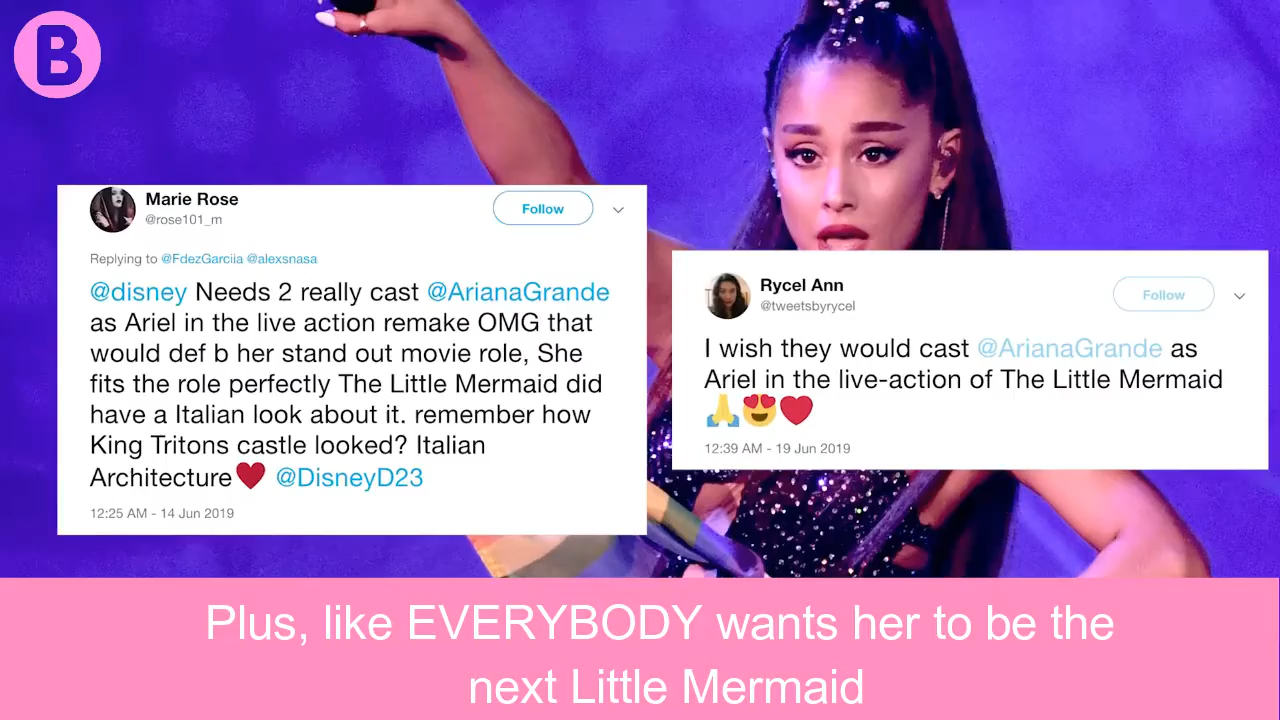 B
Marie Rose
@rose101_m
Follow
Replying to @FdezGarciia @alexsnasa
@disney Needs 2 really cast @ArianaGrande
as Ariel in the live action remake OMG that
would def b her stand out movie role, She
fits the role perfectly The Little Mermaid did
have a Italian look about it. remember how
King Tritons castle looked? Italian
Architecture❤️ @DisneyD23
12:25 AM - 14 Jun 2019
Rycel Ann
@tweetsbyrycel
Follow
I wish they would cast @ArianaGrande as
Ariel in the live-action of The Little Mermaid
🙏😍❤️
12:39 AM - 19 Jun 2019
Plus, like EVERYBODY wants her to be the
next Little Mermaid